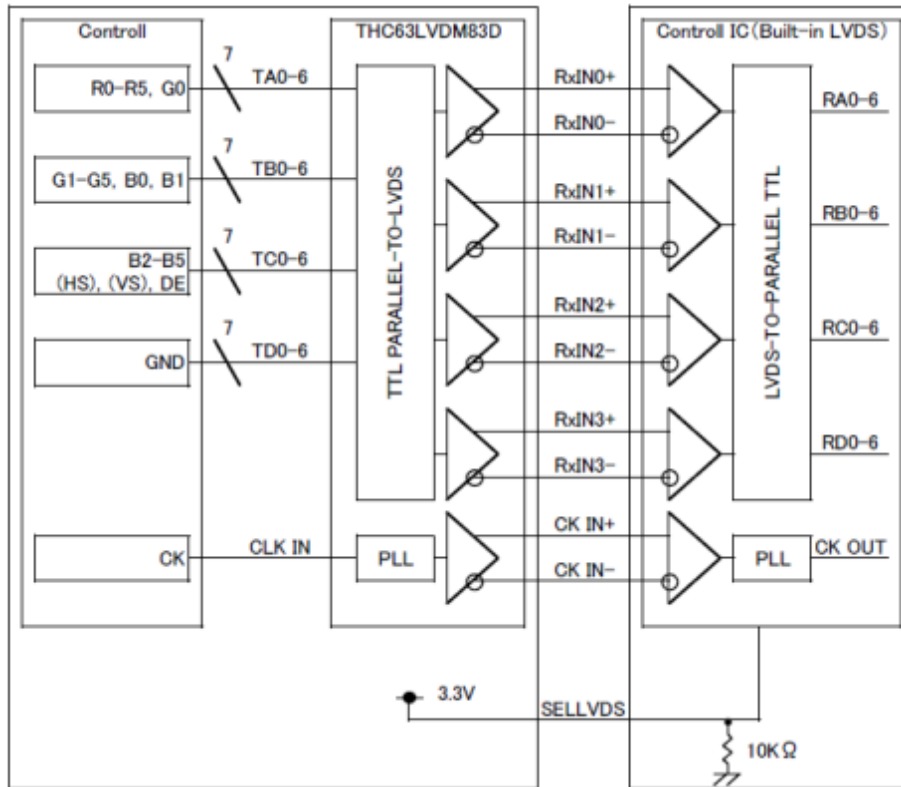 Controll
THC63LVDM83D
Controll IC(Built-in LVDS)
R0-R5, G0
7
TA0-6
RxIN0+
RxIN0-
RA0-6
G1-G5, B0, B1
7
TB0-6
RxIN1+
RxIN1-
RB0-6
B2-B5
(HS), (VS), DE
7
TC0-6
RxIN2+
RxIN2-
RC0-6
GND
7
TD0-6
RxIN3+
RxIN3-
RD0-6
TTL PARALLEL-TO-LVDS
LVDS-TO-PARALLEL TTL
CK
CLK IN
PLL
CK IN+
CK IN-
PLL
CK OUT
3.3V
SELLVDS
10KΩ